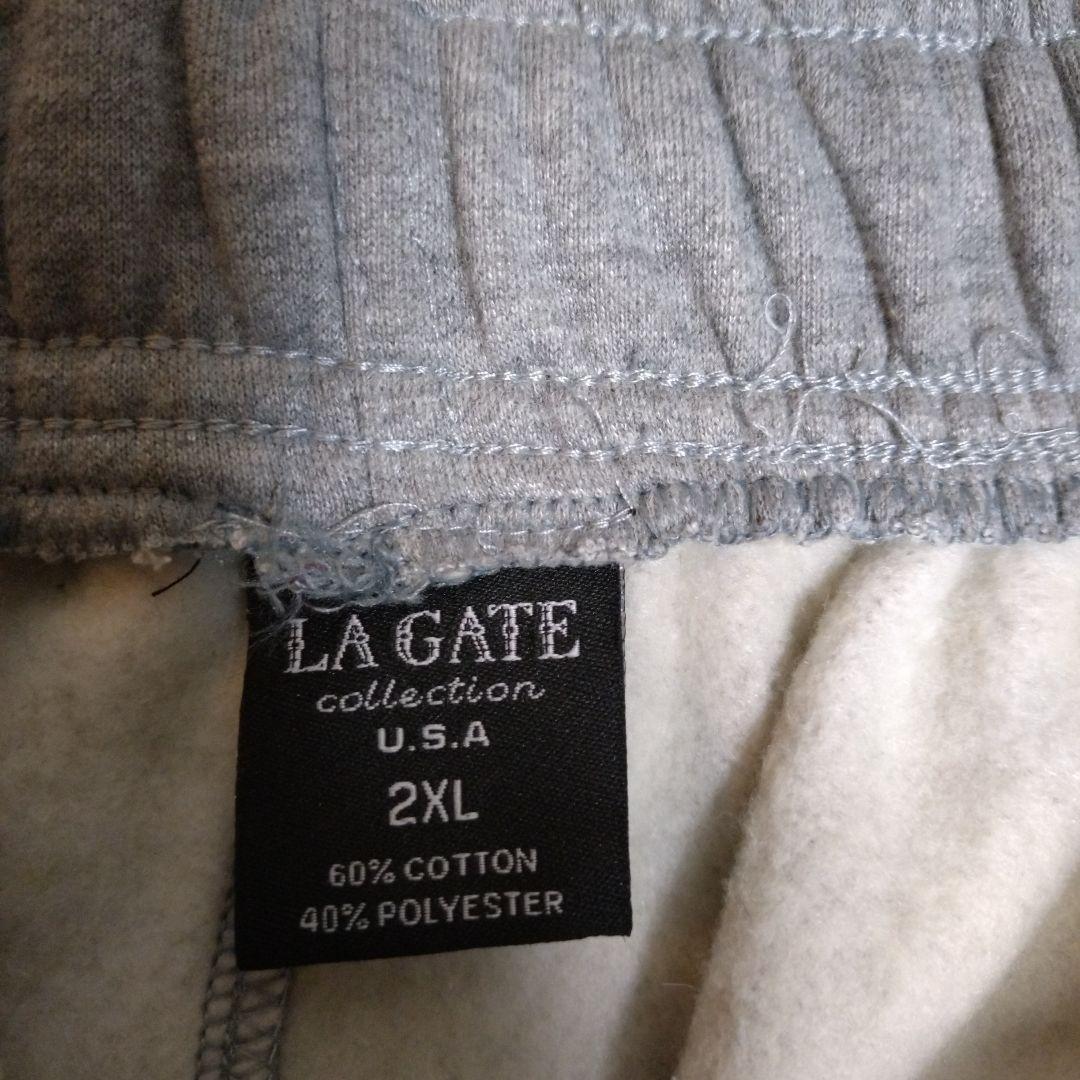 LA GATE
collection
U.S.A
2XL
60% COTTON
40% POLYESTER